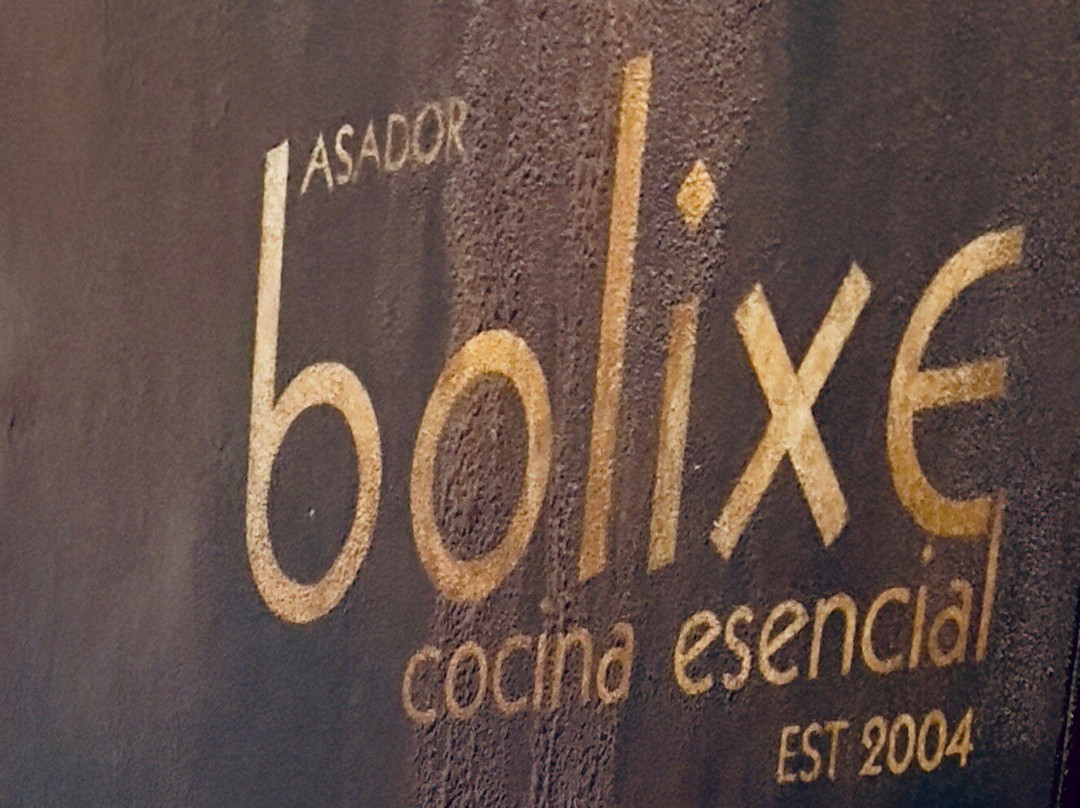 ASADOR
bolixe
cocina esencial
EST 2004